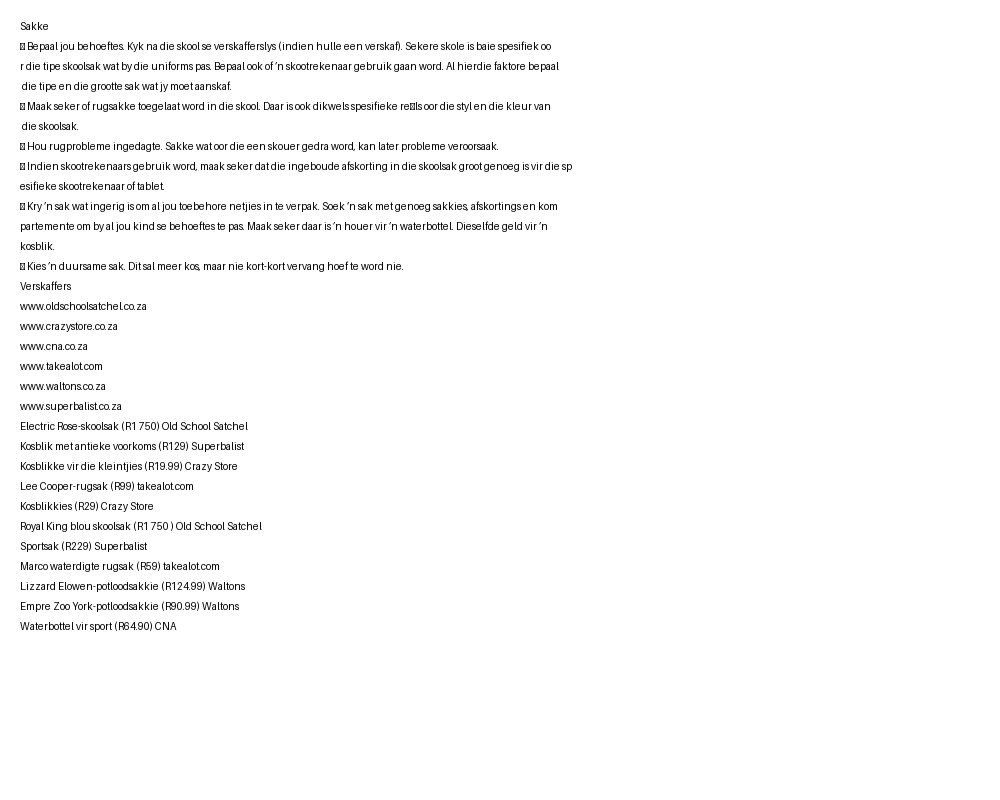 Sakke
Bepaal jou behoeftes. Kyk na die skool se verskafferslys (indien hulle een verskaf). Sekere skole is baie spesifiek oo
r die tipe skoolsak wat by die uniforms pas. Bepaal ook of ’n skootrekenaar gebruik gaan word. Al hierdie faktore bepaal
die tipe en die grootte sak wat jy moet aanskaf.
Maak seker of rugsakke toegelaat word in die skool. Daar is ook dikwels spesifieke re▯ls oor die styl en die kleur van
die skoolsak.
Hou rugprobleme ingedagte. Sakke wat oor die een skouer gedra word, kan later probleme veroorsaak.
Indien skootrekenaars gebruik word, maak seker dat die ingeboude afskorting in die skoolsak groot genoeg is vir die sp
esifieke skootrekenaar of tablet.
Kry ’n sak wat ingerig is om al jou toebehore netjies in te verpak. Soek ’n sak met genoeg sakkies, afskortings en kom
partemente om by al jou kind se behoeftes te pas. Maak seker daar is ’n houer vir ’n waterbottel. Dieselfde geld vir ’n
kosblik.
Kies ’n duursame sak. Dit sal meer kos, maar nie kort-kort vervang hoef te word nie.
Verskaffers
www.oldschoolsatchel.co.za
www.crazystore.co.za
www.cna.co.za
www.takealot.com
www.waltons.co.za
www.superbalist.co.za
Electric Rose-skoolsak (R1 750) Old School Satchel
Kosblik met antieke voorkoms (R129) Superbalist
Kosblikke vir die kleintjies (R19.99) Crazy Store
Lee Cooper-rugsak (R99) takealot.com
Kosblikkies (R29) Crazy Store
Royal King blou skoolsak (R1 750 ) Old School Satchel
Sportsak (R229) Superbalist
Marco waterdigte rugsak (R59) takealot.com
Lizzard Elowen-potloodsakkie (R124.99) Waltons
Empre Zoo York-potloodsakkie (R90.99) Waltons
Waterbottel vir sport (R64.90) CNA